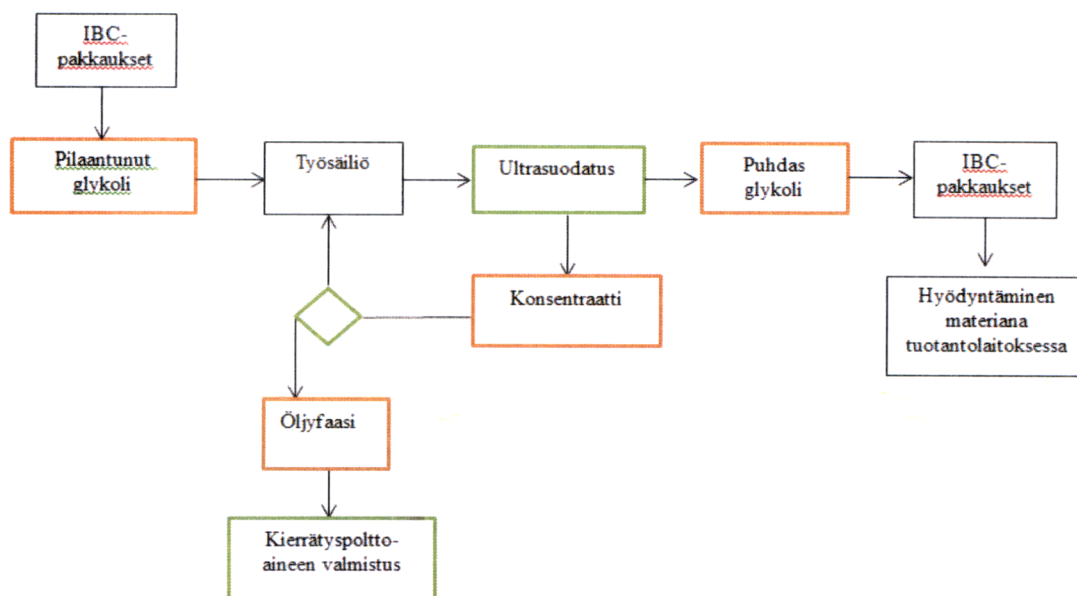 IBC-
pakkaukset
Pilaantunut
glykoli
Työsäiliö
Ultrasuodatus
Puhdas
glykoli
IBC-
pakkaukset
Konsentraatti
Hyödyntäminen
materiana
tuotantolaitoksessa
Öljyfaasi
Kierrätyspoltto-
aineen valmistus